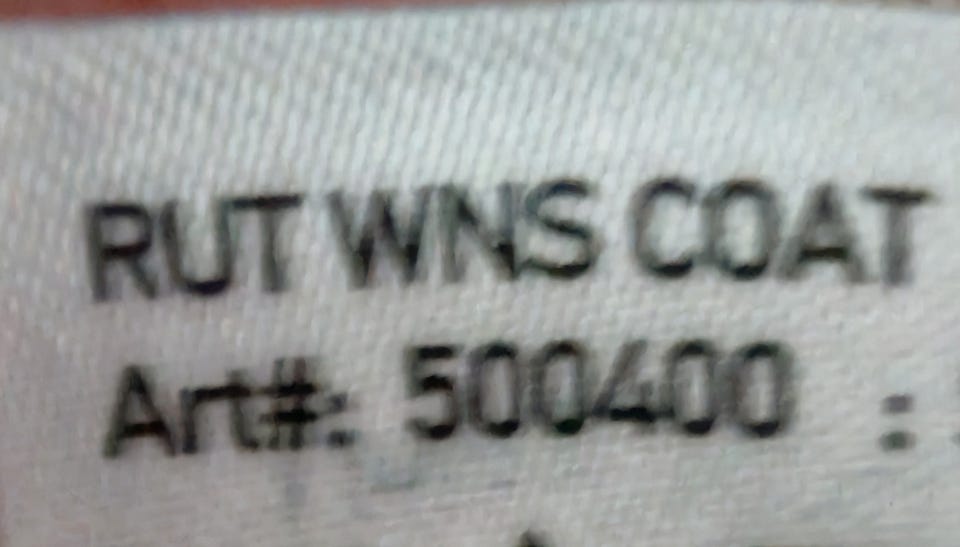 RUT WNS COAT
Art#: 500400 :